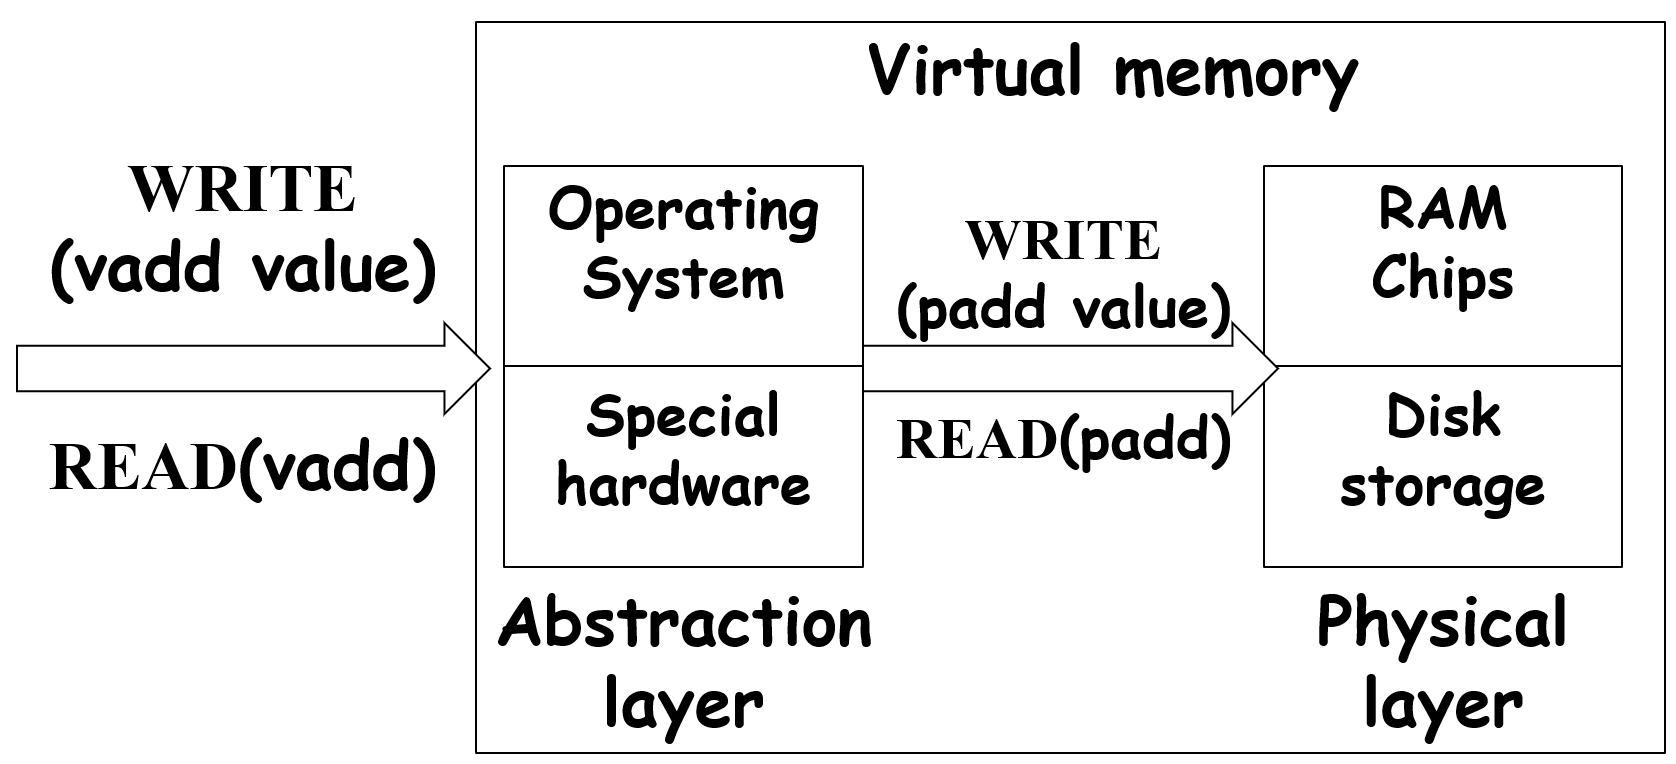 Virtual memory
WRITE
(vadd value)
READ(vadd)
Operating
System
Special
hardware
Abstraction
layer
WRITE
(padd value)
READ(padd)
RAM
Chips
Disk
storage
Physical
layer